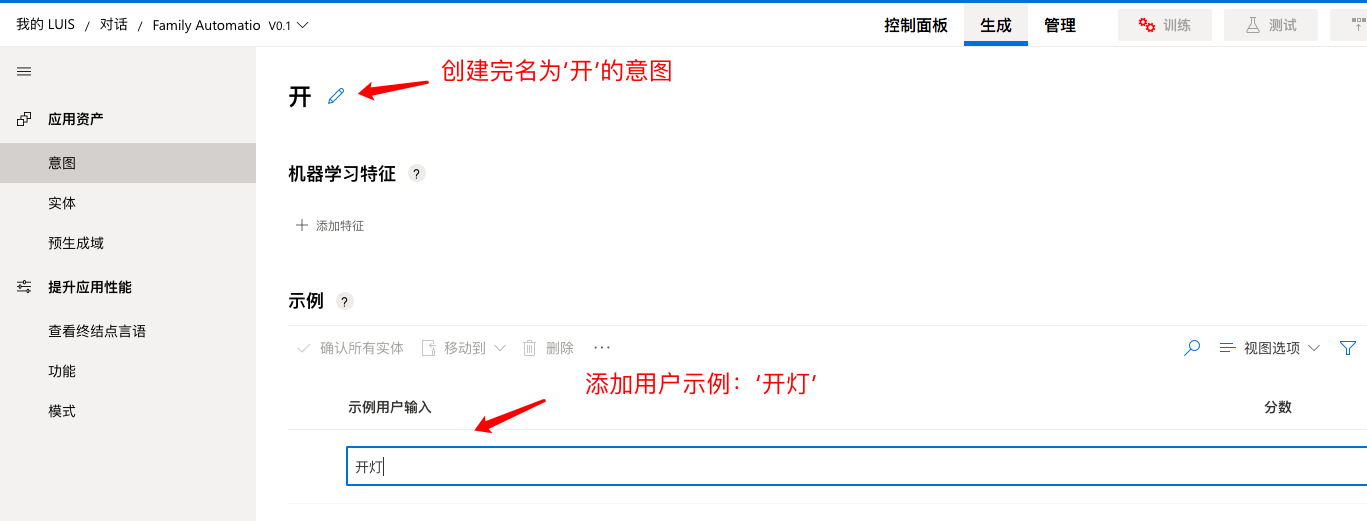 我的 LUIS / 对话 / Family Automatio V0.1
控制面板 生成 管理 训练 测试
创建完名为‘开’的意图
开
应用资产
意图
实体
预生成域
提升应用性能
查看终结点言语
功能
模式
机器学习特征 ?
+ 添加特征
示例 ?
确认所有实体 移动到 删除 ···
视图选项
添加用户示例：‘开灯’
示例用户输入 分数
开灯